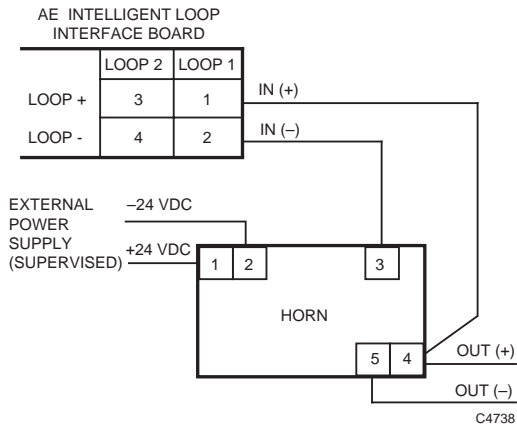 AE INTELLIGENT LOOP
INTERFACE BOARD
LOOP 2 LOOP 1
LOOP + 3 1 IN (+)
LOOP - 4 2 IN (–)
EXTERNAL
POWER
SUPPLY
(SUPERVISED)
–24 VDC
+24 VDC
1 2 3
HORN
5 4
OUT (+)
OUT (–)
C4738